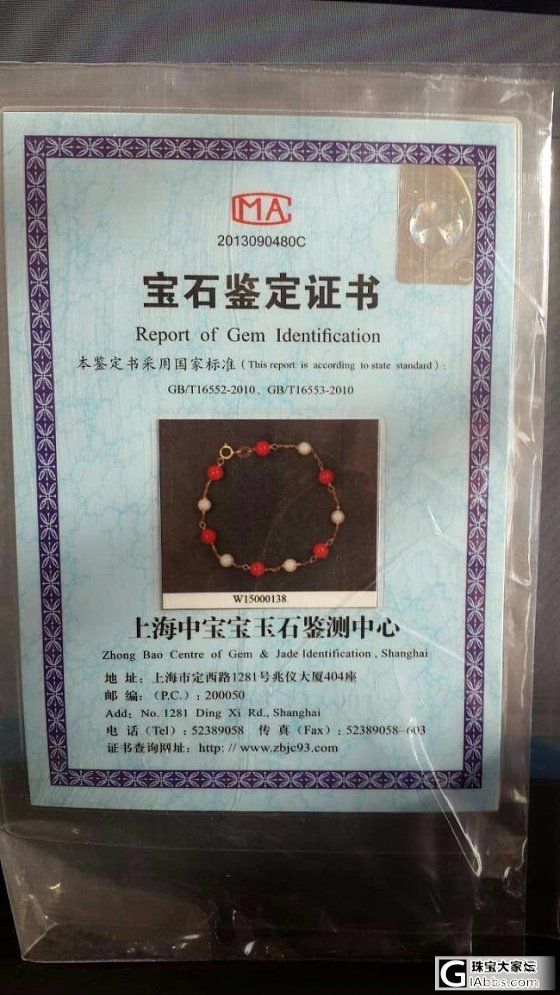 CMA
2013090480C
宝石鉴定证书
Report of Gem Identification
本鉴定书采用国家标准(This report is according to state standard):
GB/T16552-2010、GB/T16553-2010
W15000138
上海中宝宝玉石鉴测中心
Zhong Bao Centre of Gem & Jade Identification , Shanghai
地 址：上海市定西路1281号兆仪大厦404座
邮 编：(P.C.)：200050
Add: No. 1281 Ding Xi Rd., Shanghai
电 话(Tel)：52389058 传 真(Fax)：52389058-603
证书查询网址：http: // www.zbjc93.com
珠宝大家坛
GIAbbs.com